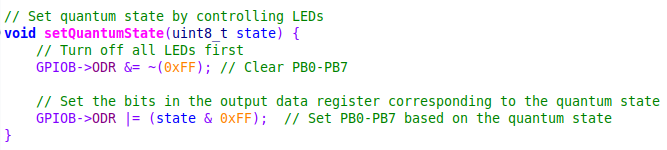 // Set quantum state by controlling LEDs
void setQuantumState(uint8_t state) {
    // Turn off all LEDs first
    GPIOB->ODR &= ~(0xFF); // Clear PB0-PB7

    // Set the bits in the output data register corresponding to the quantum state
    GPIOB->ODR |= (state & 0xFF);  // Set PB0-PB7 based on the quantum state
}